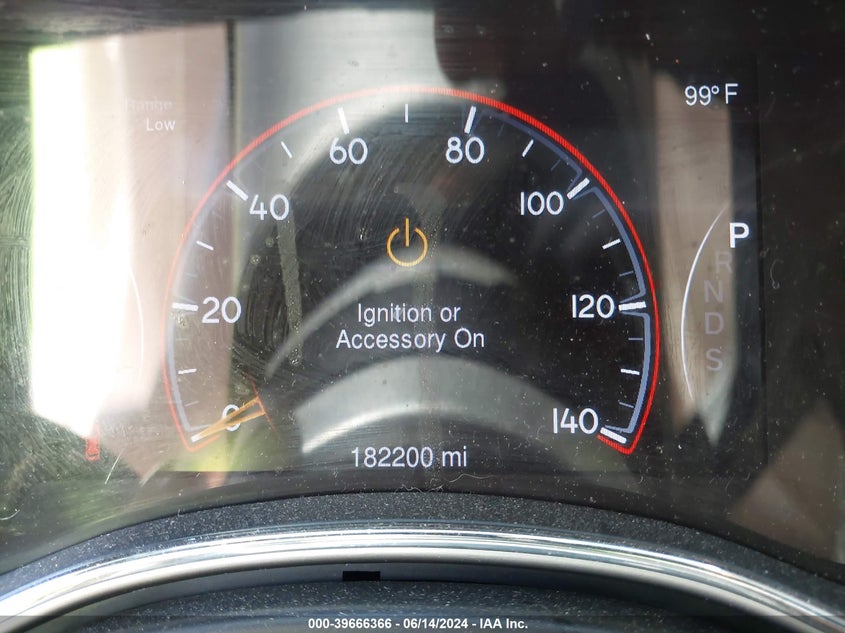 Range
Low
99°F
0
20
40
60
80
100
120
140
Ignition or
Accessory On
P
R
N
D
S
182200 mi
000-39666366 - 06/14/2024 - IAA Inc.